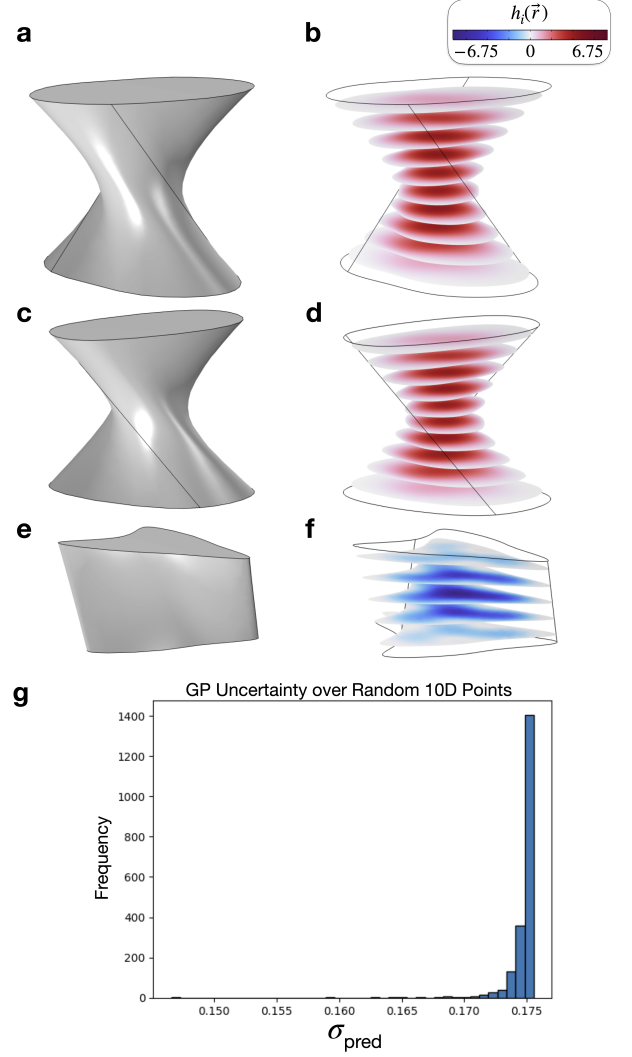 a
b
h_i(r⃗)
−6.75 0 6.75
c
d
e
f
g
GP Uncertainty over Random 10D Points
1400
1200
1000
800
600
400
200
0
Frequency
0.150 0.155 0.160 0.165 0.170 0.175
σ_pred